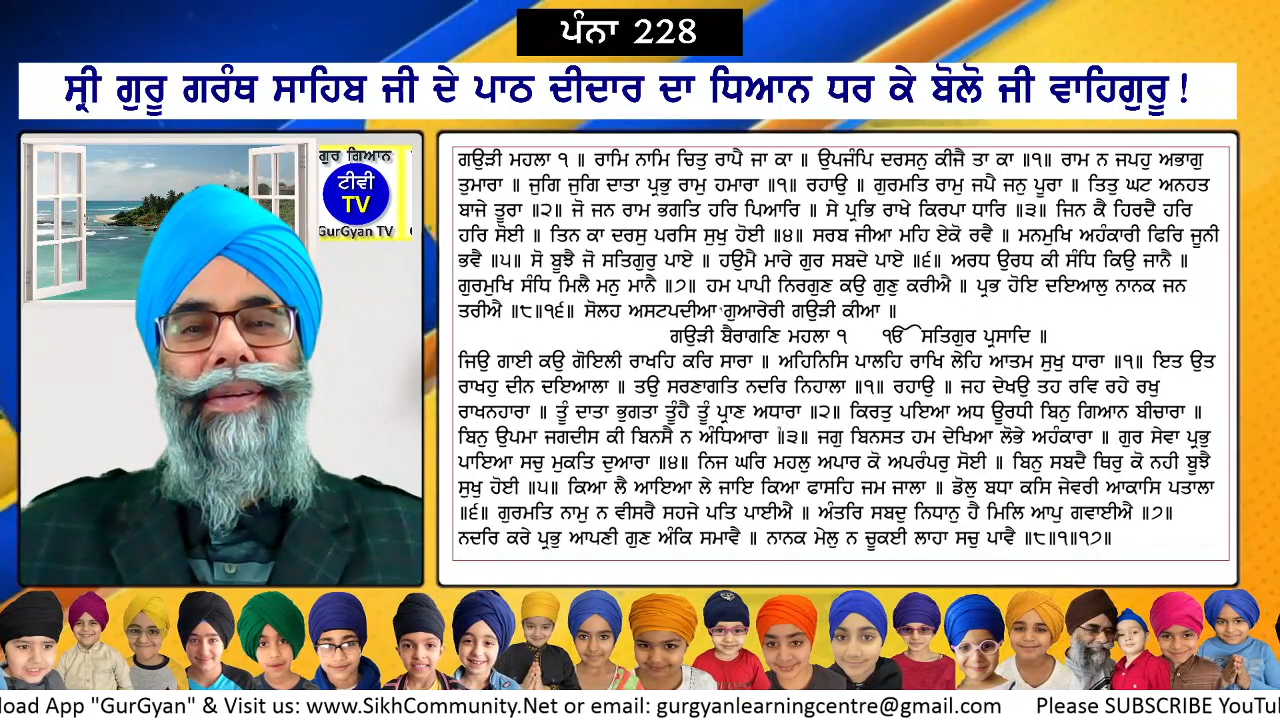 ਪੰਨਾ 228
ਸ੍ਰੀ ਗੁਰੂ ਗਰੰਥ ਸਾਹਿਬ ਜੀ ਦੇ ਪਾਠ ਦੀਦਾਰ ਦਾ ਧਿਆਨ ਧਰ ਕੇ ਬੋਲੋ ਜੀ ਵਾਹਿਗੁਰੂ!
ਗੁਰ ਗਿਆਨ
ਟੀਵੀ
TV
GurGyan TV
ਗਉੜੀ ਮਹਲਾ ੧ ॥ ਰਾਮਿ ਨਾਮਿ ਚਿਤੁ ਰਾਪੈ ਜਾ ਕਾ ॥ ਉਪਜੰਪਿ ਦਰਸਨੁ ਕੀਜੈ ਤਾ ਕਾ ॥੧॥ ਰਾਮ ਨ ਜਪਹੁ ਅਭਾਗੁ
ਤੁਮਾਰਾ ॥ ਜੁਗਿ ਜੁਗਿ ਦਾਤਾ ਪ੍ਰਭੁ ਰਾਮੁ ਹਮਾਰਾ ॥੧॥ ਰਹਾਉ ॥ ਗੁਰਮਤਿ ਰਾਮੁ ਜਪੈ ਜਨੁ ਪੂਰਾ ॥ ਤਿਤੁ ਘਟ ਅਨਹਤ
ਬਾਜੇ ਤੂਰਾ ॥੨॥ ਜੋ ਜਨ ਰਾਮ ਭਗਤਿ ਹਰਿ ਪਿਆਰਿ ॥ ਸੇ ਪ੍ਰਭਿ ਰਾਖੇ ਕਿਰਪਾ ਧਾਰਿ ॥੩॥ ਜਿਨ ਕੈ ਹਿਰਦੈ ਹਰਿ
ਹਰਿ ਸੋਈ ॥ ਤਿਨ ਕਾ ਦਰਸੁ ਪਰਸਿ ਸੁਖੁ ਹੋਈ ॥੪॥ ਸਰਬ ਜੀਆ ਮਹਿ ਏਕੋ ਰਵੈ ॥ ਮਨਮੁਖਿ ਅਹੰਕਾਰੀ ਫਿਰਿ ਜੂਨੀ
ਭਵੈ ॥੫॥ ਸੋ ਬੂਝੈ ਜੋ ਸਤਿਗੁਰੁ ਪਾਏ ॥ ਹਉਮੈ ਮਾਰੇ ਗੁਰ ਸਬਦੇ ਪਾਏ ॥੬॥ ਅਰਧ ਉਰਧ ਕੀ ਸੰਧਿ ਕਿਉ ਜਾਨੈ ॥
ਗੁਰਮੁਖਿ ਸੰਧਿ ਮਿਲੈ ਮਨੁ ਮਾਨੈ ॥੭॥ ਹਮ ਪਾਪੀ ਨਿਰਗੁਣ ਕਉ ਗੁਣੁ ਕਰੀਐ ॥ ਪ੍ਰਭ ਹੋਇ ਦਇਆਲੁ ਨਾਨਕ ਜਨ
ਤਰੀਐ ॥੮॥੧੬॥ ਸੋਲਹ ਅਸਟਪਦੀਆ ਗੁਆਰੇਰੀ ਗਉੜੀ ਕੀਆ ॥
ਗਉੜੀ ਬੈਰਾਗਣਿ ਮਹਲਾ ੧ ੴ ਸਤਿਗੁਰ ਪ੍ਰਸਾਦਿ ॥
ਜਿਉ ਗਾਈ ਕਉ ਗੋਇਲੀ ਰਾਖਹਿ ਕਰਿ ਸਾਰਾ ॥ ਅਹਿਨਿਸਿ ਪਾਲਹਿ ਰਾਖਿ ਲੇਹਿ ਆਤਮ ਸੁਖੁ ਧਾਰਾ ॥੧॥ ਇਤ ਉਤ
ਰਾਖਹੁ ਦੀਨ ਦਇਆਲਾ ॥ ਤਉ ਸਰਣਾਗਤਿ ਨਦਰਿ ਨਿਹਾਲਾ ॥੧॥ ਰਹਾਉ ॥ ਜਹ ਦੇਖਉ ਤਹ ਰਵਿ ਰਹੇ ਰਖੁ
ਰਾਖਨਹਾਰਾ ॥ ਤੂੰ ਦਾਤਾ ਭੁਗਤਾ ਤੂੰਹੈ ਤੂੰ ਪ੍ਰਾਣ ਅਧਾਰਾ ॥੨॥ ਕਿਰਤੁ ਪਇਆ ਅਧ ਊਰਧੀ ਬਿਨੁ ਗਿਆਨ ਬੀਚਾਰਾ ॥
ਬਿਨੁ ਉਪਮਾ ਜਗਦੀਸ ਕੀ ਬਿਨਸੈ ਨ ਅੰਧਿਆਰਾ ॥੩॥ ਜਗੁ ਬਿਨਸਤ ਹਮ ਦੇਖਿਆ ਲੋਭੇ ਅਹੰਕਾਰਾ ॥ ਗੁਰ ਸੇਵਾ ਪ੍ਰਭੁ
ਪਾਇਆ ਸਚੁ ਮੁਕਤਿ ਦੁਆਰਾ ॥੪॥ ਨਿਜ ਘਰਿ ਮਹਲੁ ਅਪਾਰ ਕੋ ਅਪਰੰਪਰੁ ਸੋਈ ॥ ਬਿਨੁ ਸਬਦੈ ਥਿਰੁ ਕੋ ਨਹੀ ਬੂਝੈ
ਸੁਖੁ ਹੋਈ ॥੫॥ ਕਿਆ ਲੈ ਆਇਆ ਲੇ ਜਾਇ ਕਿਆ ਫਾਸਹਿ ਜਮ ਜਾਲਾ ॥ ਡੋਲੁ ਬਧਾ ਕਸਿ ਜੇਵਰੀ ਆਕਾਸਿ ਪਤਾਲਾ
॥੬॥ ਗੁਰਮਤਿ ਨਾਮੁ ਨ ਵੀਸਰੈ ਸਹਜੇ ਪਤਿ ਪਾਈਐ ॥ ਅੰਤਰਿ ਸਬਦੁ ਨਿਧਾਨੁ ਹੈ ਮਿਲਿ ਆਪੁ ਗਵਾਈਐ ॥੭॥
ਨਦਰਿ ਕਰੇ ਪ੍ਰਭੁ ਆਪਣੀ ਗੁਣ ਅੰਕਿ ਸਮਾਵੈ ॥ ਨਾਨਕ ਮੇਲੁ ਨ ਚੂਕਈ ਲਾਹਾ ਸਚੁ ਪਾਵੈ ॥੮॥੧॥੧੭॥
load App "GurGyan" & Visit us: www.SikhCommunity.Net or email: gurgyanlearningcentre@gmail.com Please SUBSCRIBE YouTu